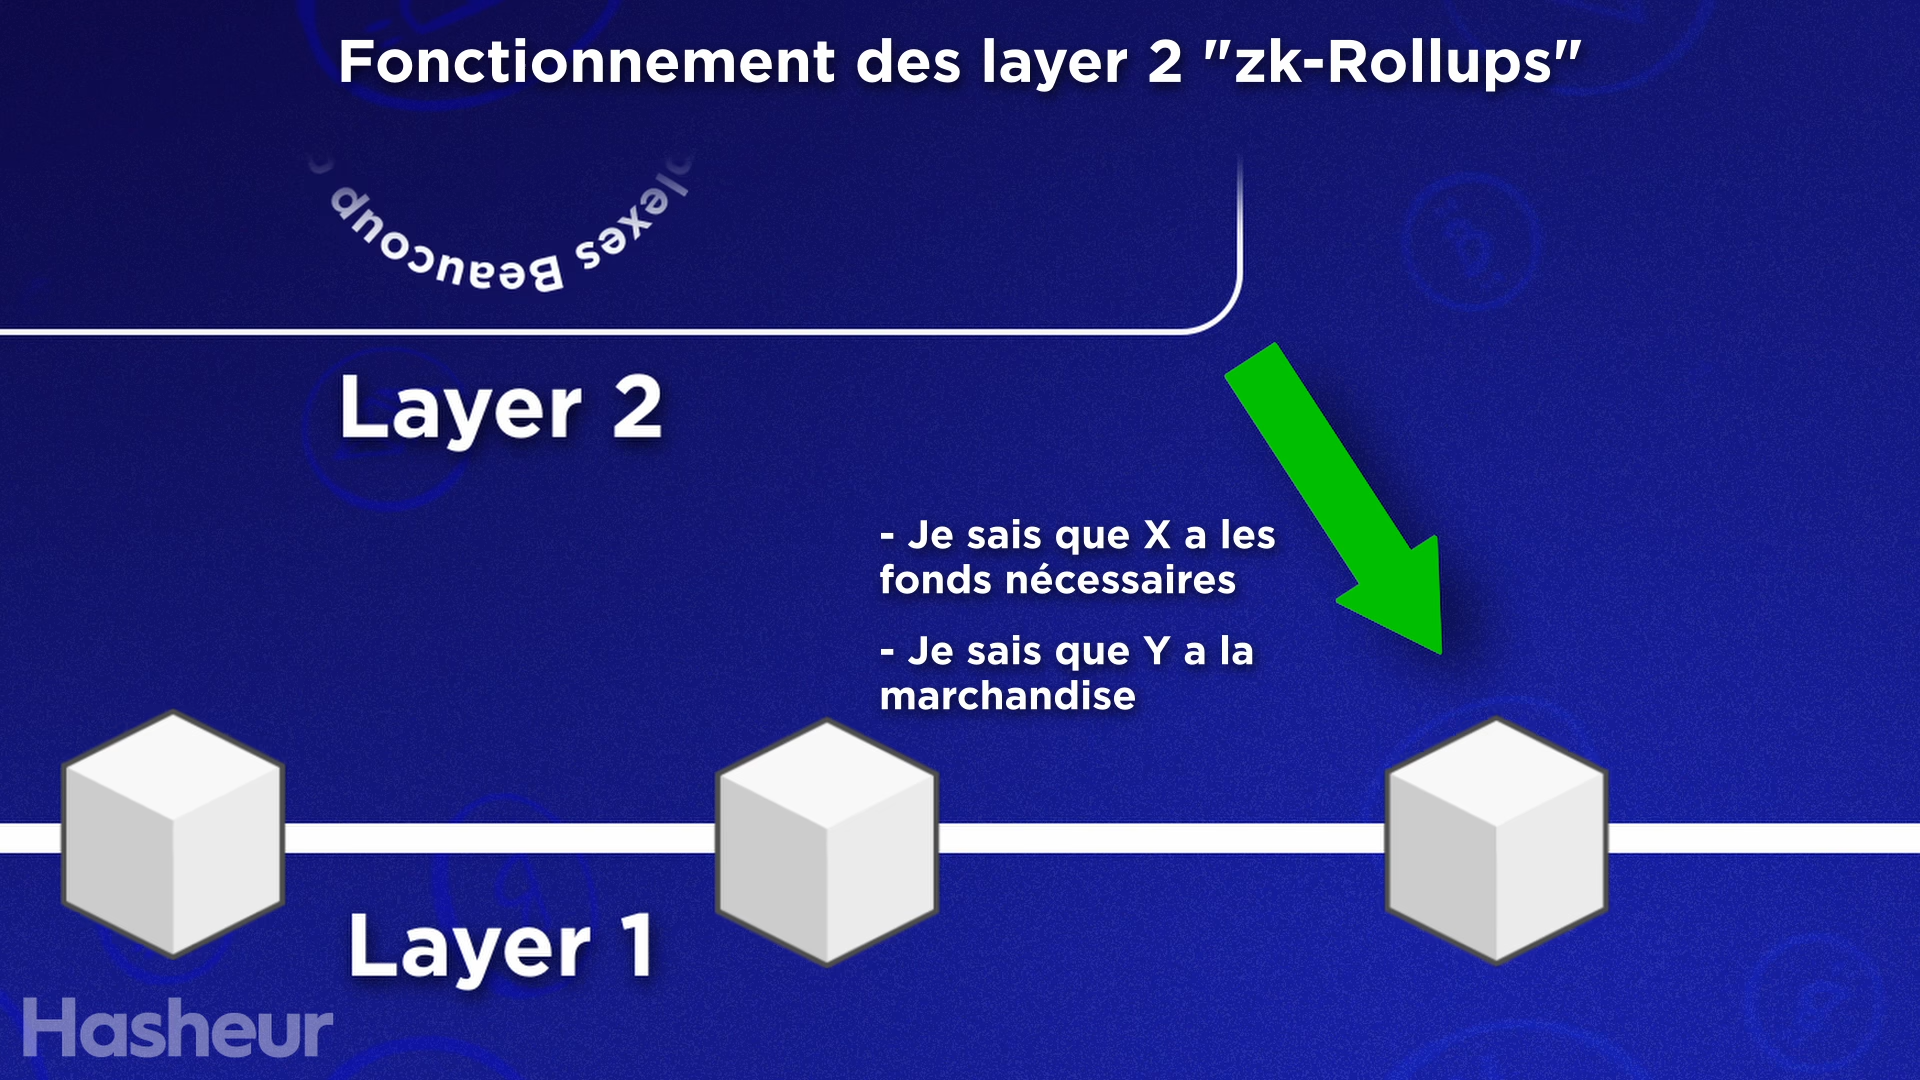 Fonctionnement des layer 2 "zk-Rollups"
Beaucoup
Layer 2
- Je sais que X a les
fonds nécessaires
- Je sais que Y a la
marchandise
Layer 1
Hasheur